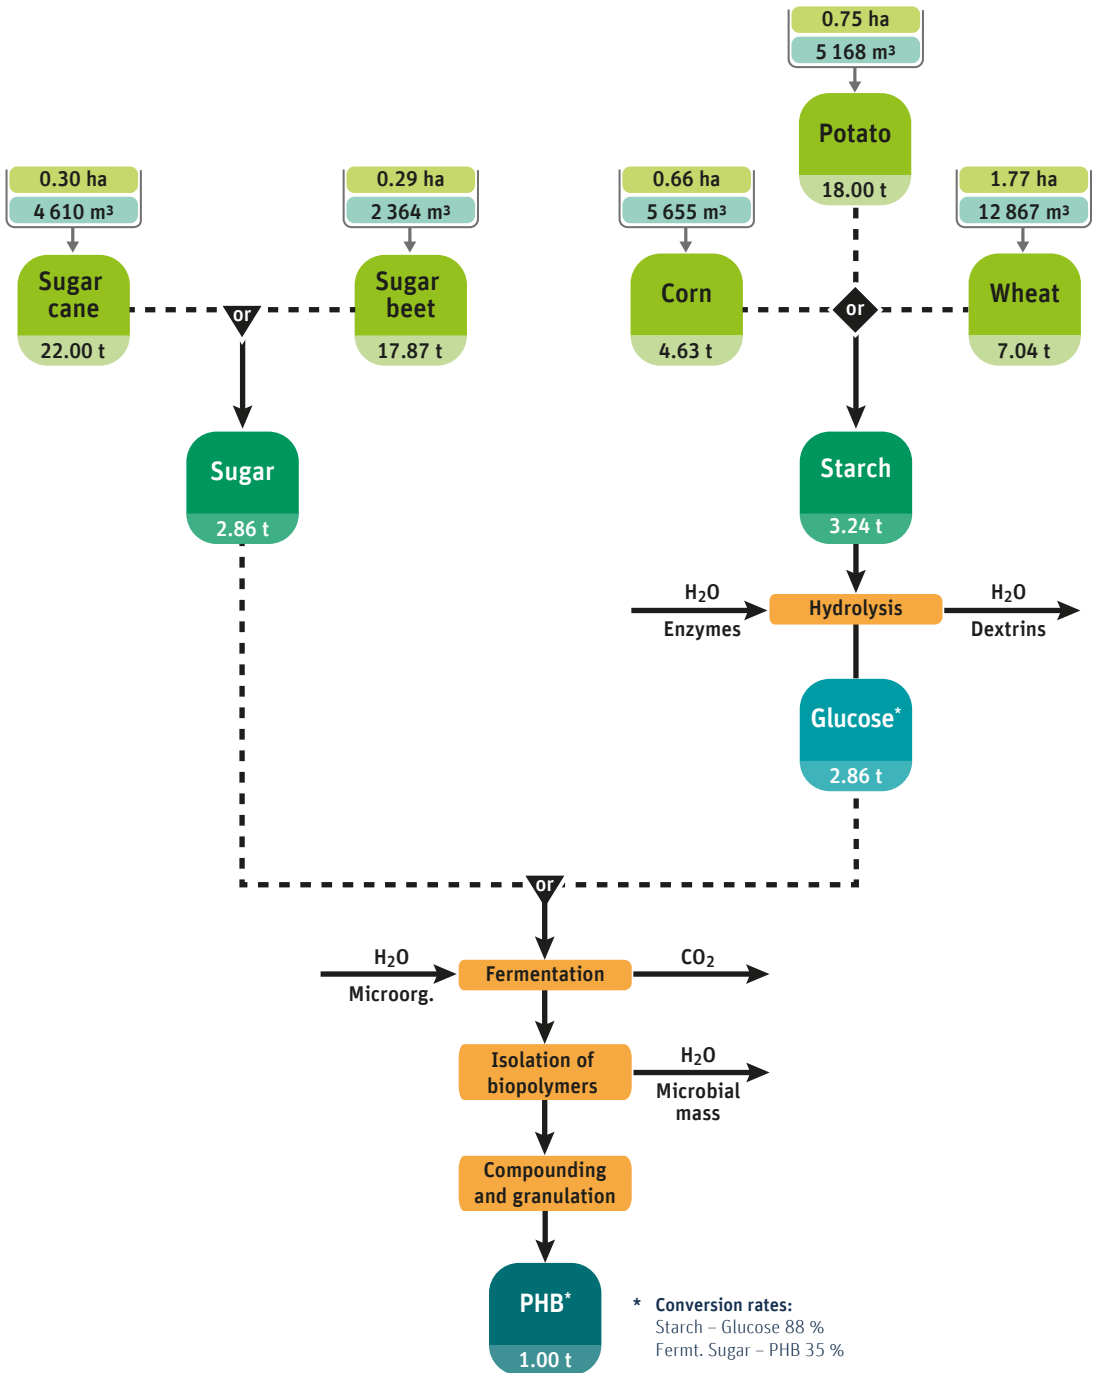 0.75 ha
5 168 m³
Potato
18.00 t
0.30 ha
4 610 m³
Sugar
cane
22.00 t
0.29 ha
2 364 m³
Sugar
beet
17.87 t
0.66 ha
5 655 m³
Corn
4.63 t
1.77 ha
12 867 m³
Wheat
7.04 t
or
or
Sugar
2.86 t
Starch
3.24 t
H₂O
Enzymes
Hydrolysis
H₂O
Dextrins
Glucose*
2.86 t
or
H₂O
Microorg.
Fermentation
CO₂
Isolation of
biopolymers
H₂O
Microbial
mass
Compounding
and granulation
PHB*
1.00 t
* Conversion rates:
Starch – Glucose 88 %
Fermt. Sugar – PHB 35 %